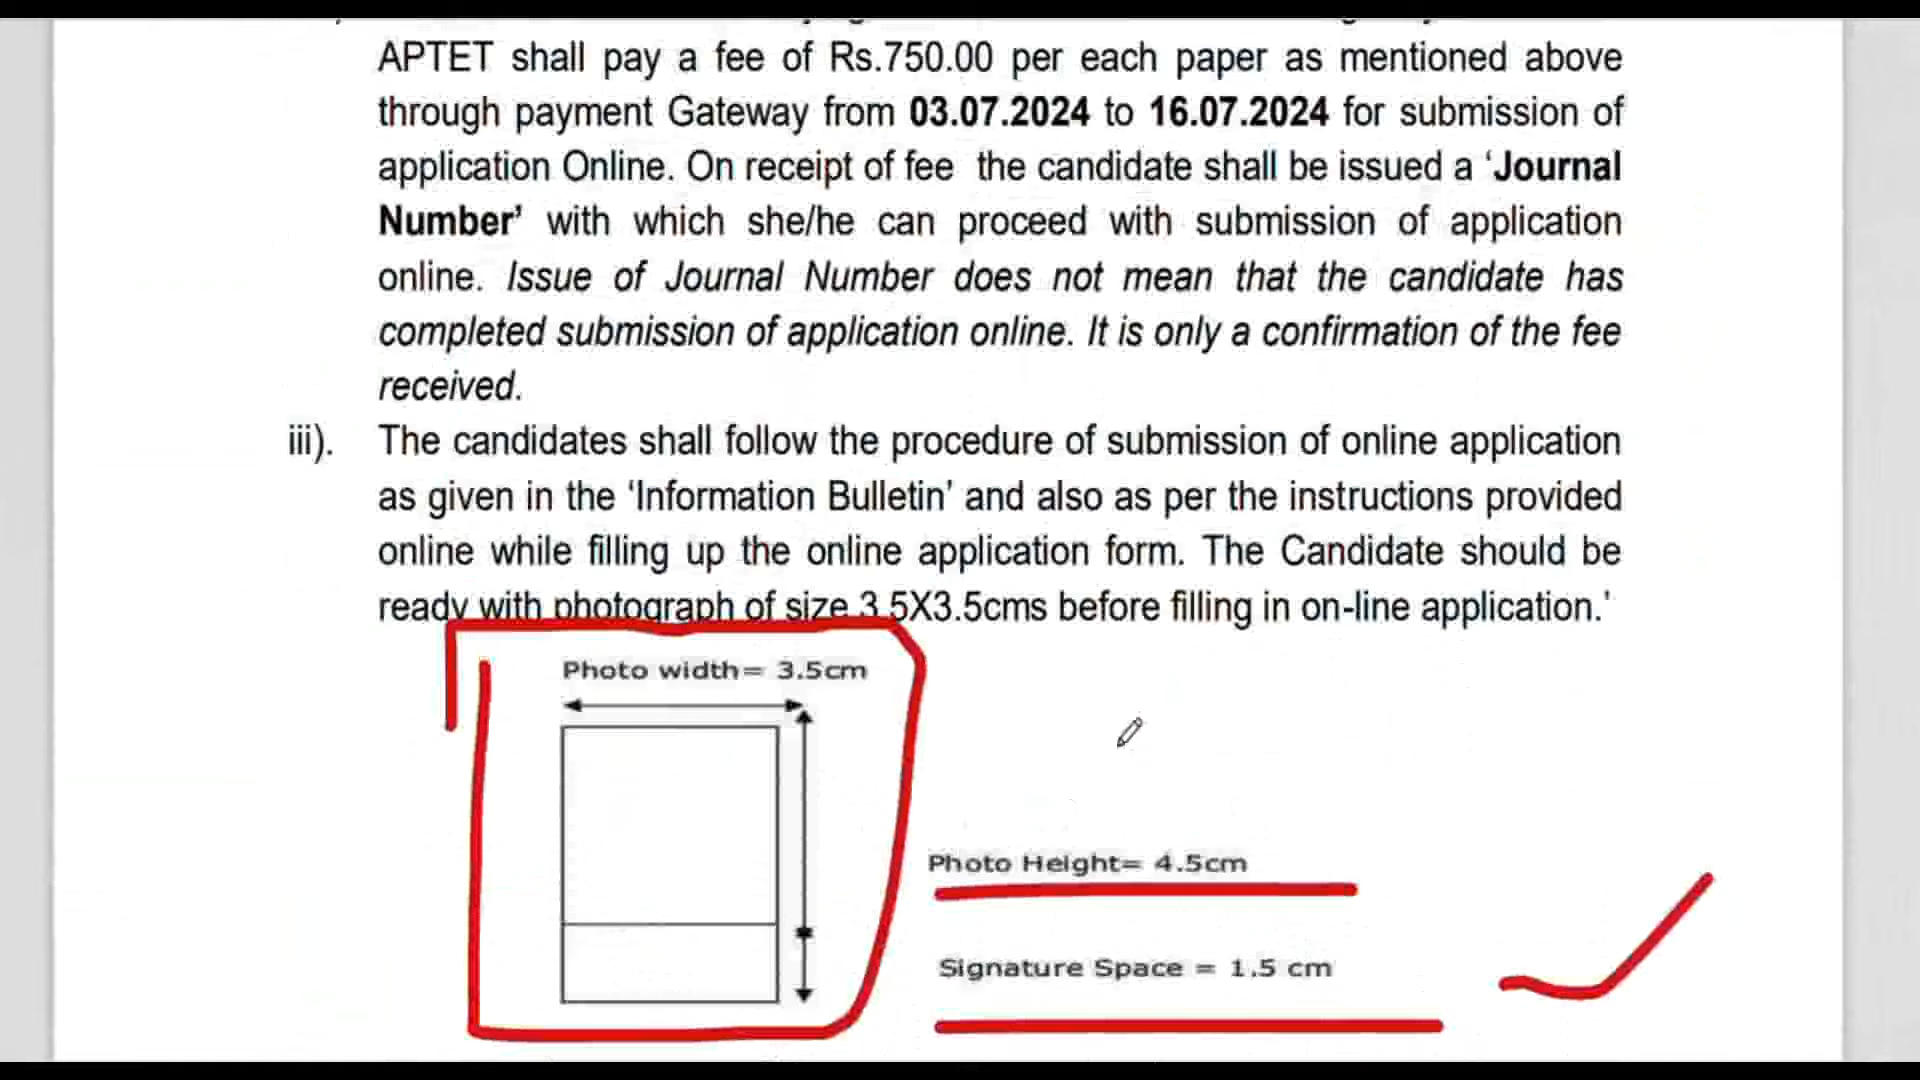 APTET shall pay a fee of Rs.750.00 per each paper as mentioned above
through payment Gateway from 03.07.2024 to 16.07.2024 for submission of
application Online. On receipt of fee the candidate shall be issued a ‘Journal
Number’ with which she/he can proceed with submission of application
online. Issue of Journal Number does not mean that the candidate has
completed submission of application online. It is only a confirmation of the fee
received.
iii). The candidates shall follow the procedure of submission of online application
as given in the ‘Information Bulletin’ and also as per the instructions provided
online while filling up the online application form. The Candidate should be
ready with photograph of size 3.5X3.5cms before filling in on-line application.’
Photo width= 3.5cm
Photo Height= 4.5cm
Signature Space = 1.5 cm